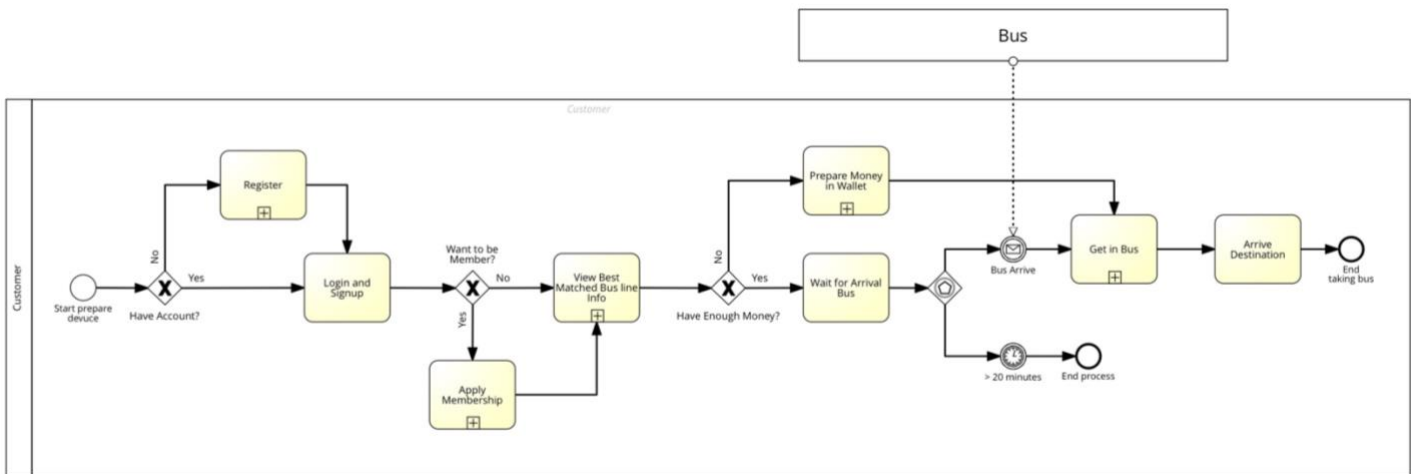 Bus
Customer
Customer
Start prepare
devuce
No
Yes
Have Account?
Register
Login and
Signup
Want to be
Member?
No
Yes
Apply
Membership
View Best
Matched Bus line
Info
No
Yes
Have Enough Money?
Prepare Money
in Wallet
Wait for Arrival
Bus
Bus Arrive
> 20 minutes
End process
Get in Bus
Arrive
Destination
End
taking bus